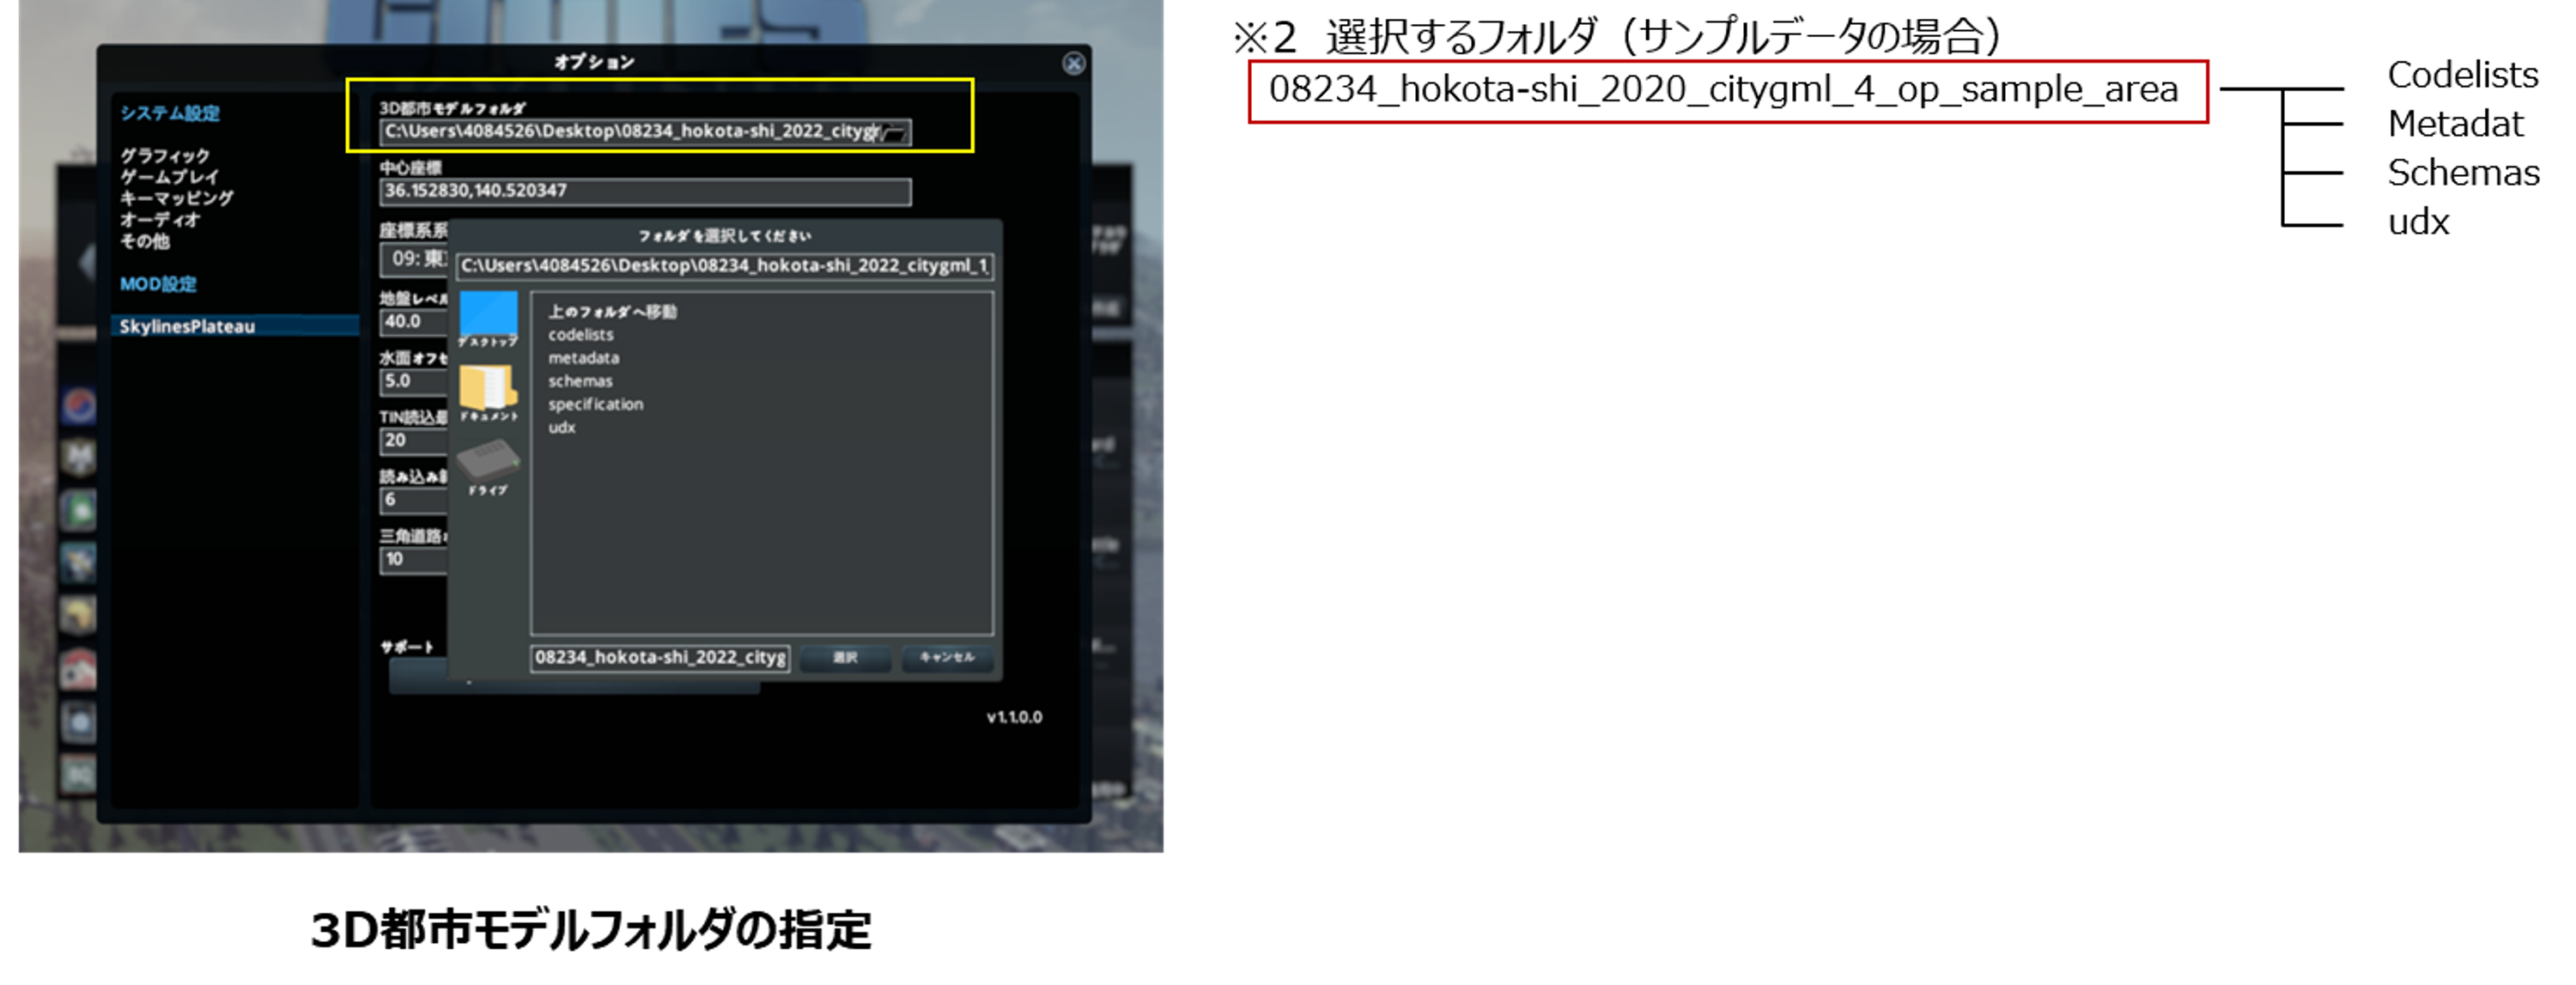 オプション
システム設定
グラフィック
ゲームプレイ
キーマッピング
オーディオ
その他
MOD設定
SkylinesPlateau
3D都市モデルフォルダ
C:\Users\4084526\Desktop\08234_hokota-shi_2022_citygr
中心座標
36.152830,140.520347
座標系系
09: 東
地盤レベル
40.0
水面オフセ
5.0
TIN読込最
20
読み込み
6
三角道路
10
サポート
v1.1.0.0
フォルダを選択してください
C:\Users\4084526\Desktop\08234_hokota-shi_2022_citygml_1
デスクトップ
ドキュメント
ドライブ
上のフォルダへ移動
codelists
metadata
schemas
specification
udx
08234_hokota-shi_2022_cityg
選択
キャンセル
3D都市モデルフォルダの指定
※2 選択するフォルダ（サンプルデータの場合）
08234_hokota-shi_2020_citygml_4_op_sample_area
Codelists
Metadat
Schemas
udx